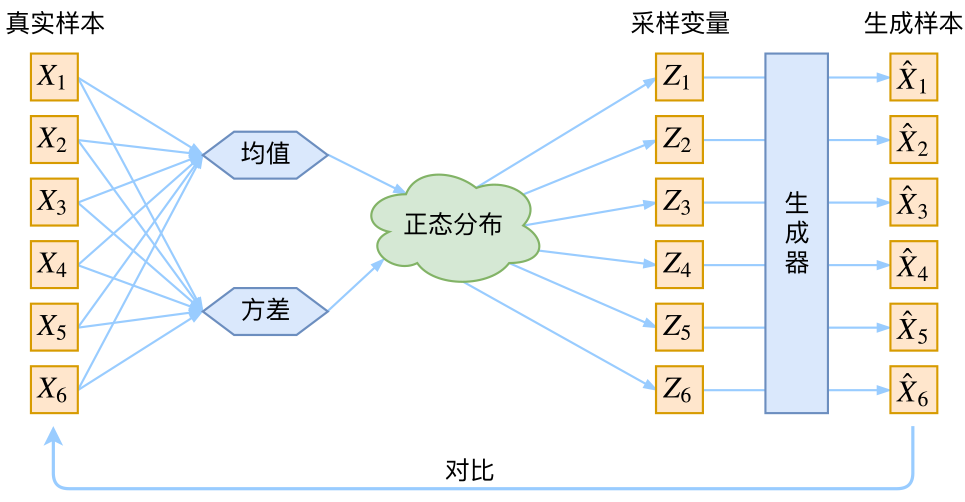 真实样本 采样变量 生成样本
X₁ Z₁ X̂₁
X₂ 均值 Z₂ X̂₂
X₃ 正态分布 Z₃ 生成器 X̂₃
X₄ Z₄ X̂₄
X₅ 方差 Z₅ X̂₅
X₆ Z₆ X̂₆
对比